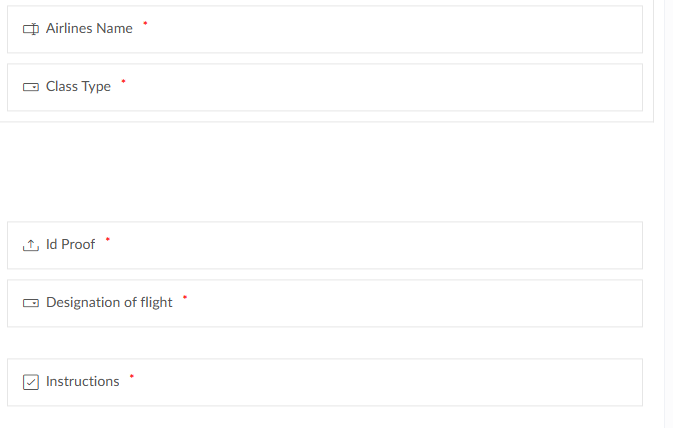 Airlines Name *
Class Type *
Id Proof *
Designation of flight *
Instructions *